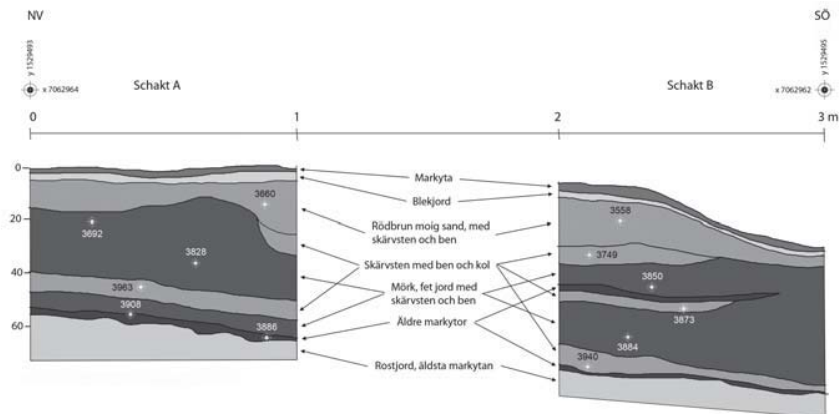 NV
SÖ
y 1529493
y 1529495
x 7062964
Schakt A
Schakt B
x 7062962
0
1
2
3 m
0
20
40
60
Markyta
Blekjord
Rödbrun moig sand, med
skärvsten och ben
Skärvsten med ben och kol
Mörk, fet jord med
skärvsten och ben
Äldre markytor
Rostjord, äldsta markytan
3660
3692
3828
3963
3908
3886
3558
3749
3850
3873
3884
3940